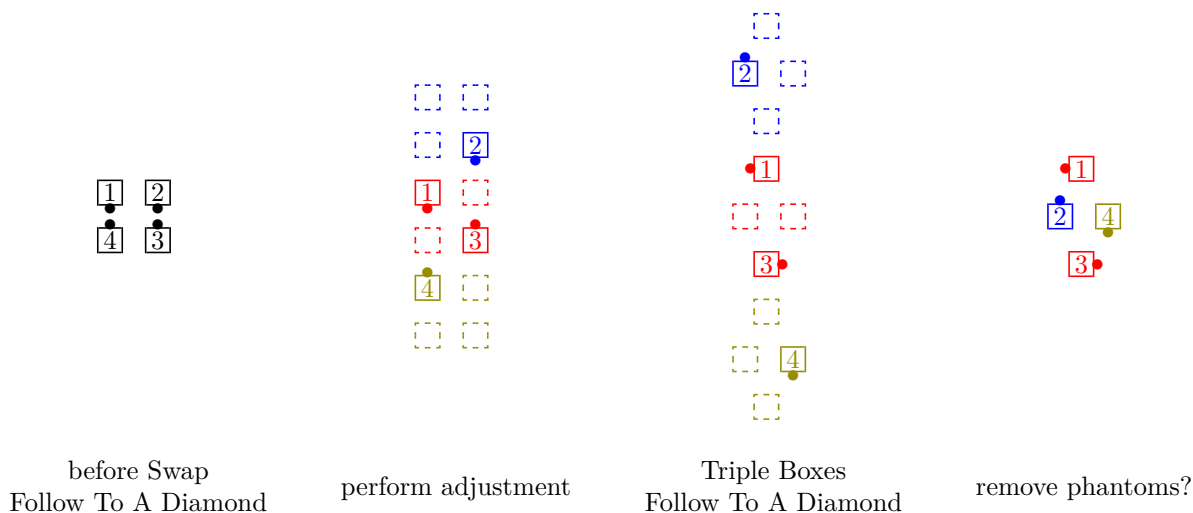 2
2
1
1 2
1
1
4 3
3
2 4
4
3
3
4
before Swap
Follow To A Diamond
perform adjustment
Triple Boxes
Follow To A Diamond
remove phantoms?